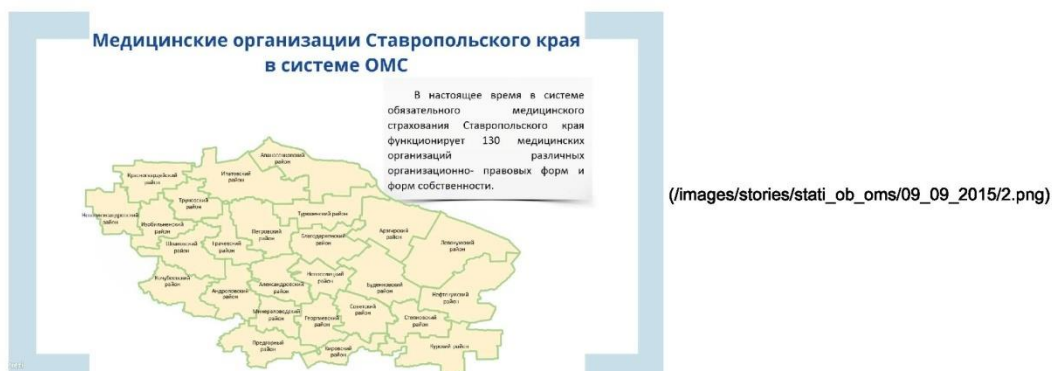 Медицинские организации Ставропольского края
в системе ОМС
В настоящее время в системе
обязательного медицинского
страхования Ставропольского края
функционирует 130 медицинских
организаций различных
организационно- правовых форм и
форм собственности.
(/images/stories/stati_ob_oms/09_09_2015/2.png)
Апанасенковский
район
Красногвардейский
район
Ипатовский
район
Труновский
район
Новоалександровский
район
Изобильненский
район
Туркменский район
Петровский
район
Благодарненский
район
Арзгирский
район
Левокумский
район
Шпаковский
район
Грачевский
район
Кочубеевский
район
Андроповский
район
Александровский
район
Новоселицкий
район
Буденновский
район
Нефтекумский
район
Минераловодский
район
Георгиевский
район
Советский
район
Степновский
район
Предгорный
район
Кировский
район
Курский район